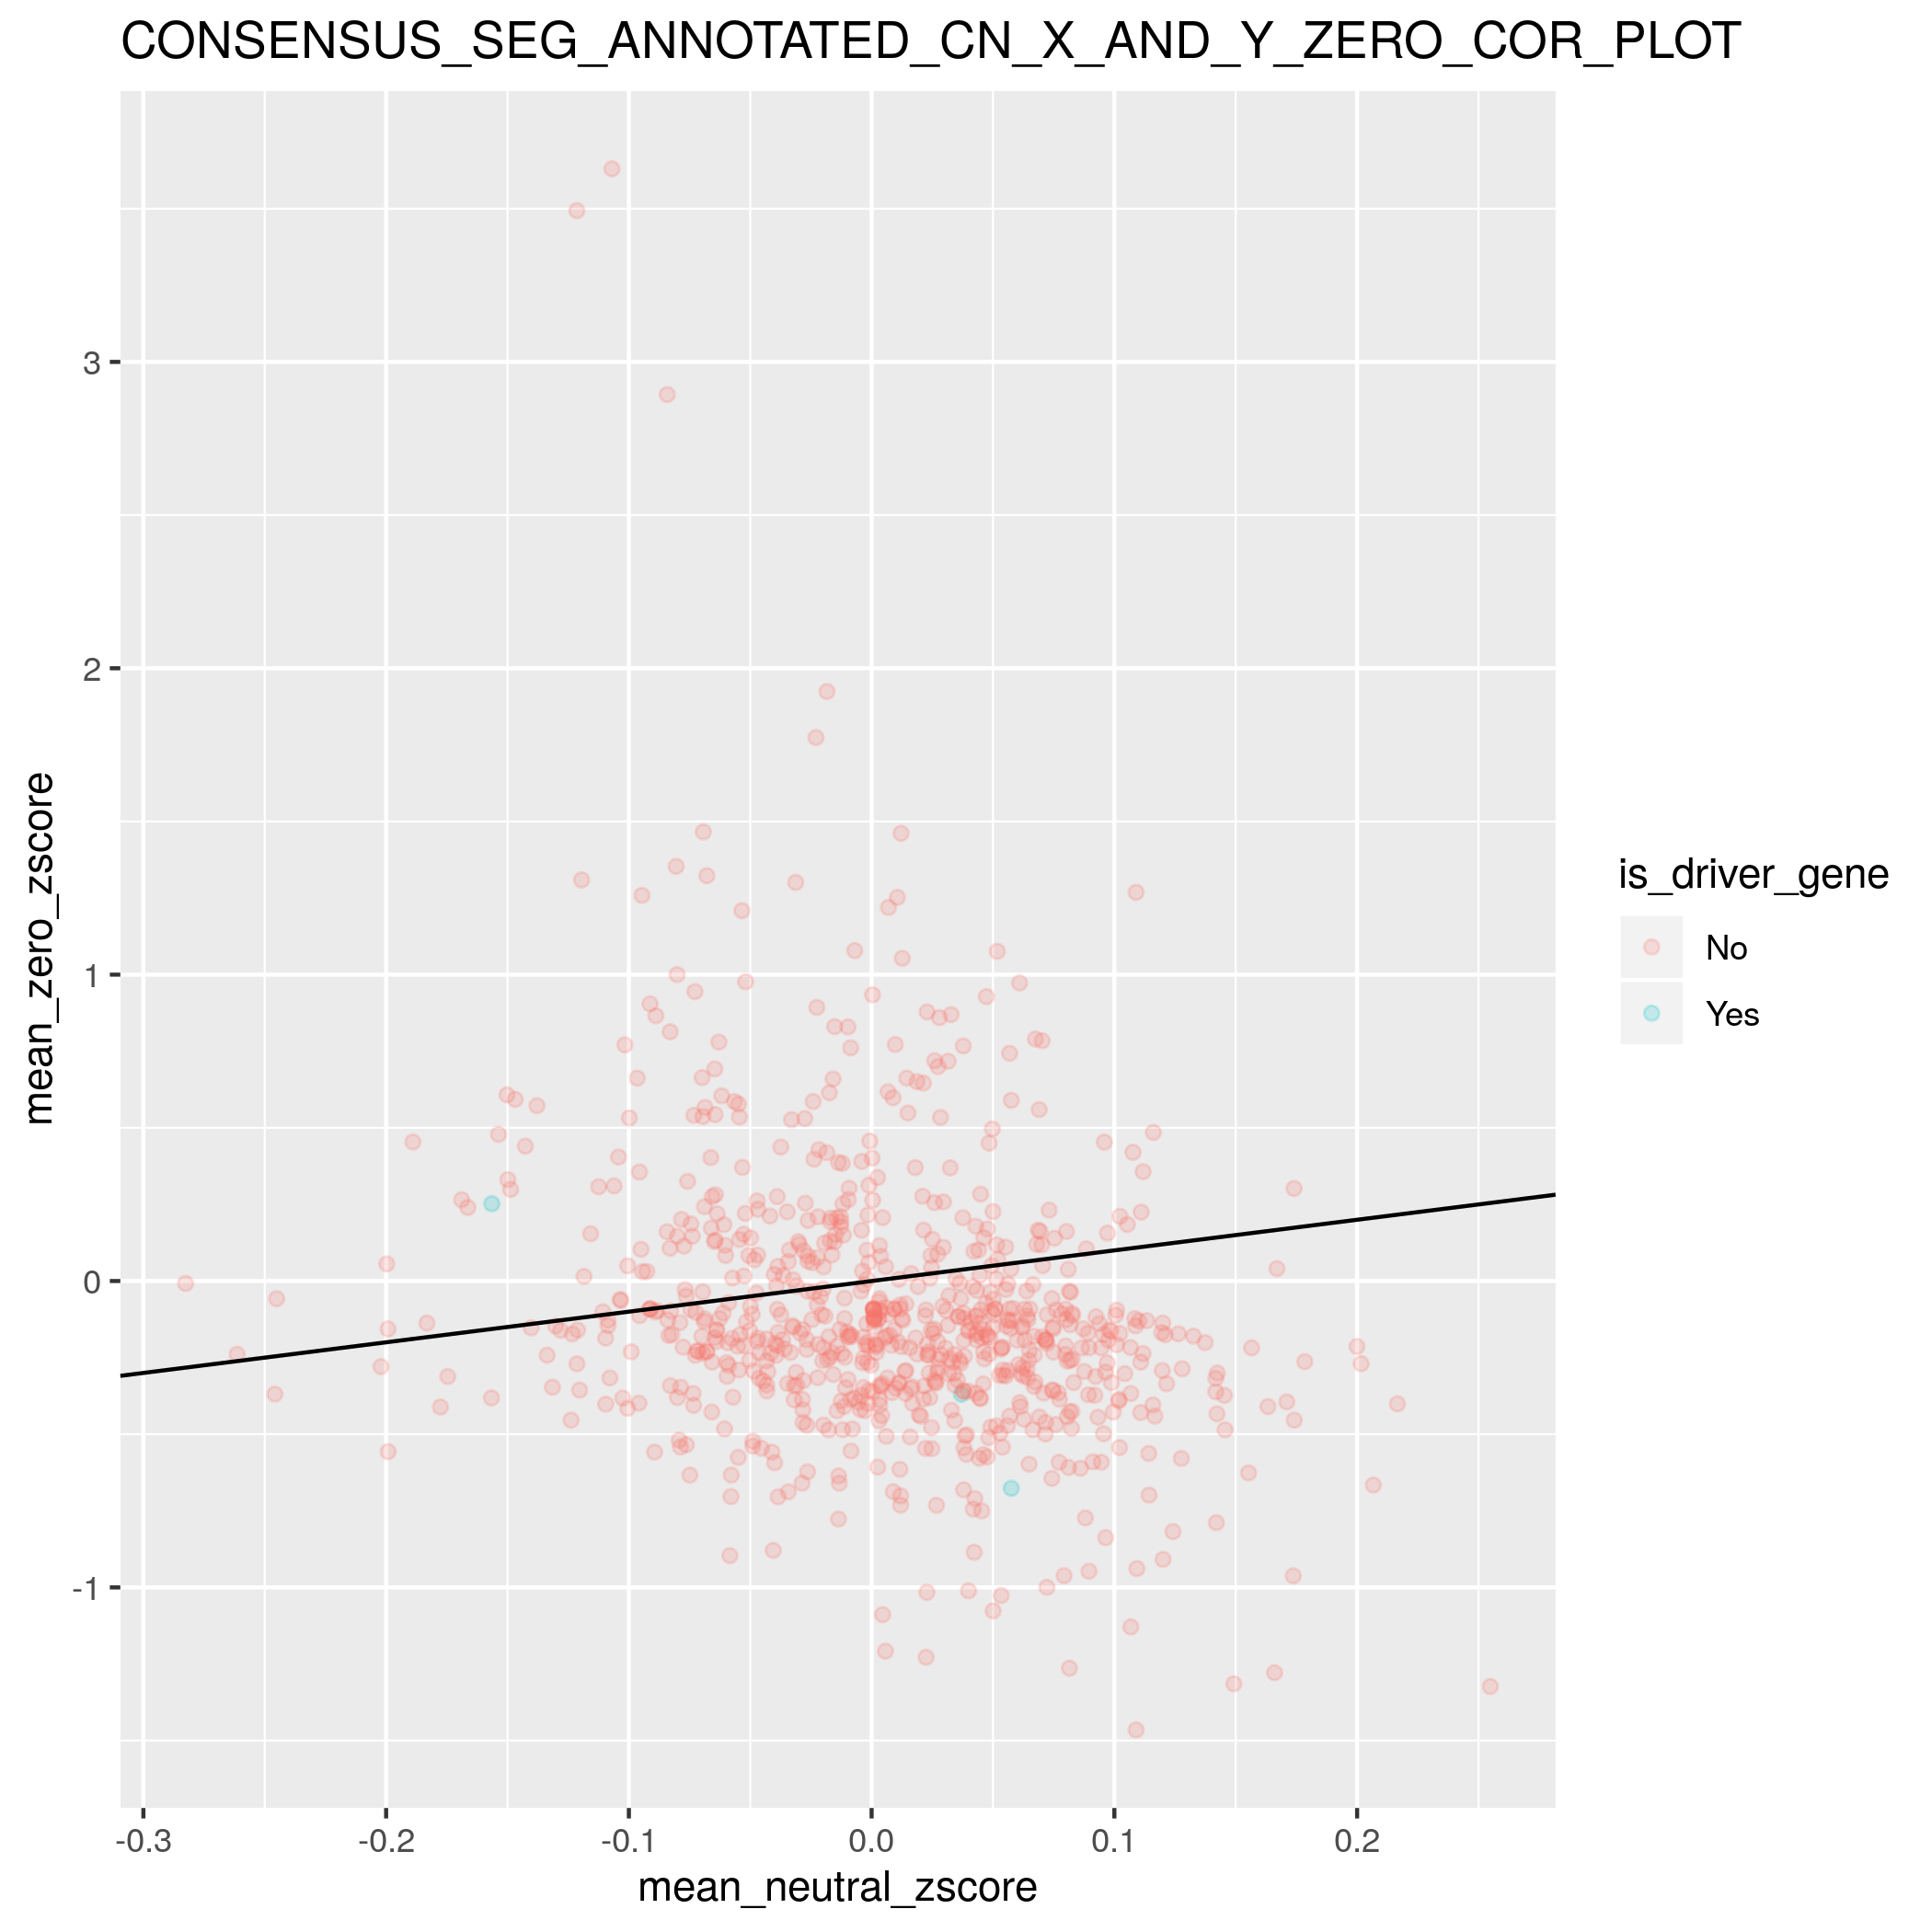 CONSENSUS_SEG_ANNOTATED_CN_X_AND_Y_ZERO_COR_PLOT
mean_zero_zscore
3
2
1
0
-1
-0.3
-0.2
-0.1
0.0
0.1
0.2
mean_neutral_zscore
is_driver_gene
No
Yes